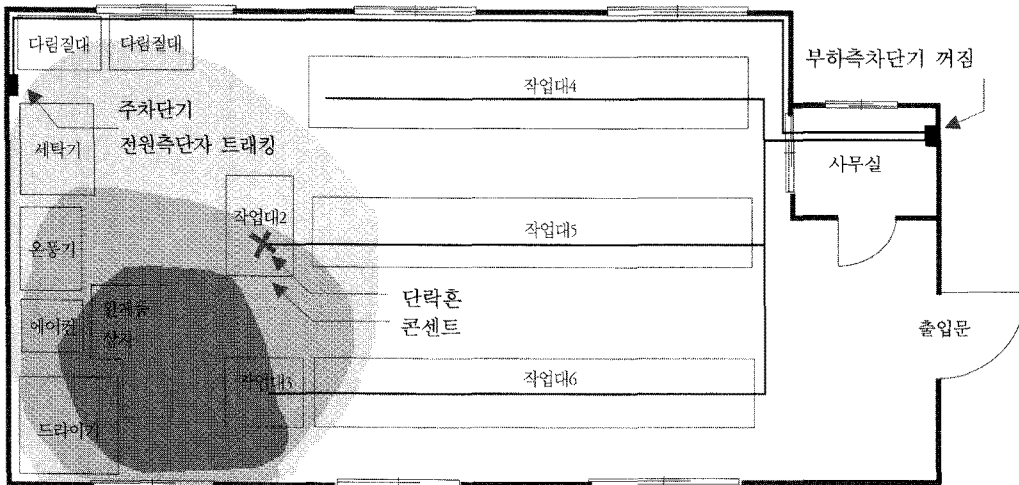 다림질대
다림질대
작업대4
부하측차단기 꺼짐
주차단기
전원측단자 트래킹
세탁기
사무실
작업대2
작업대5
온풍기
단락흔
콘센트
에어컨
출입문
작업대3
작업대6
드라이기